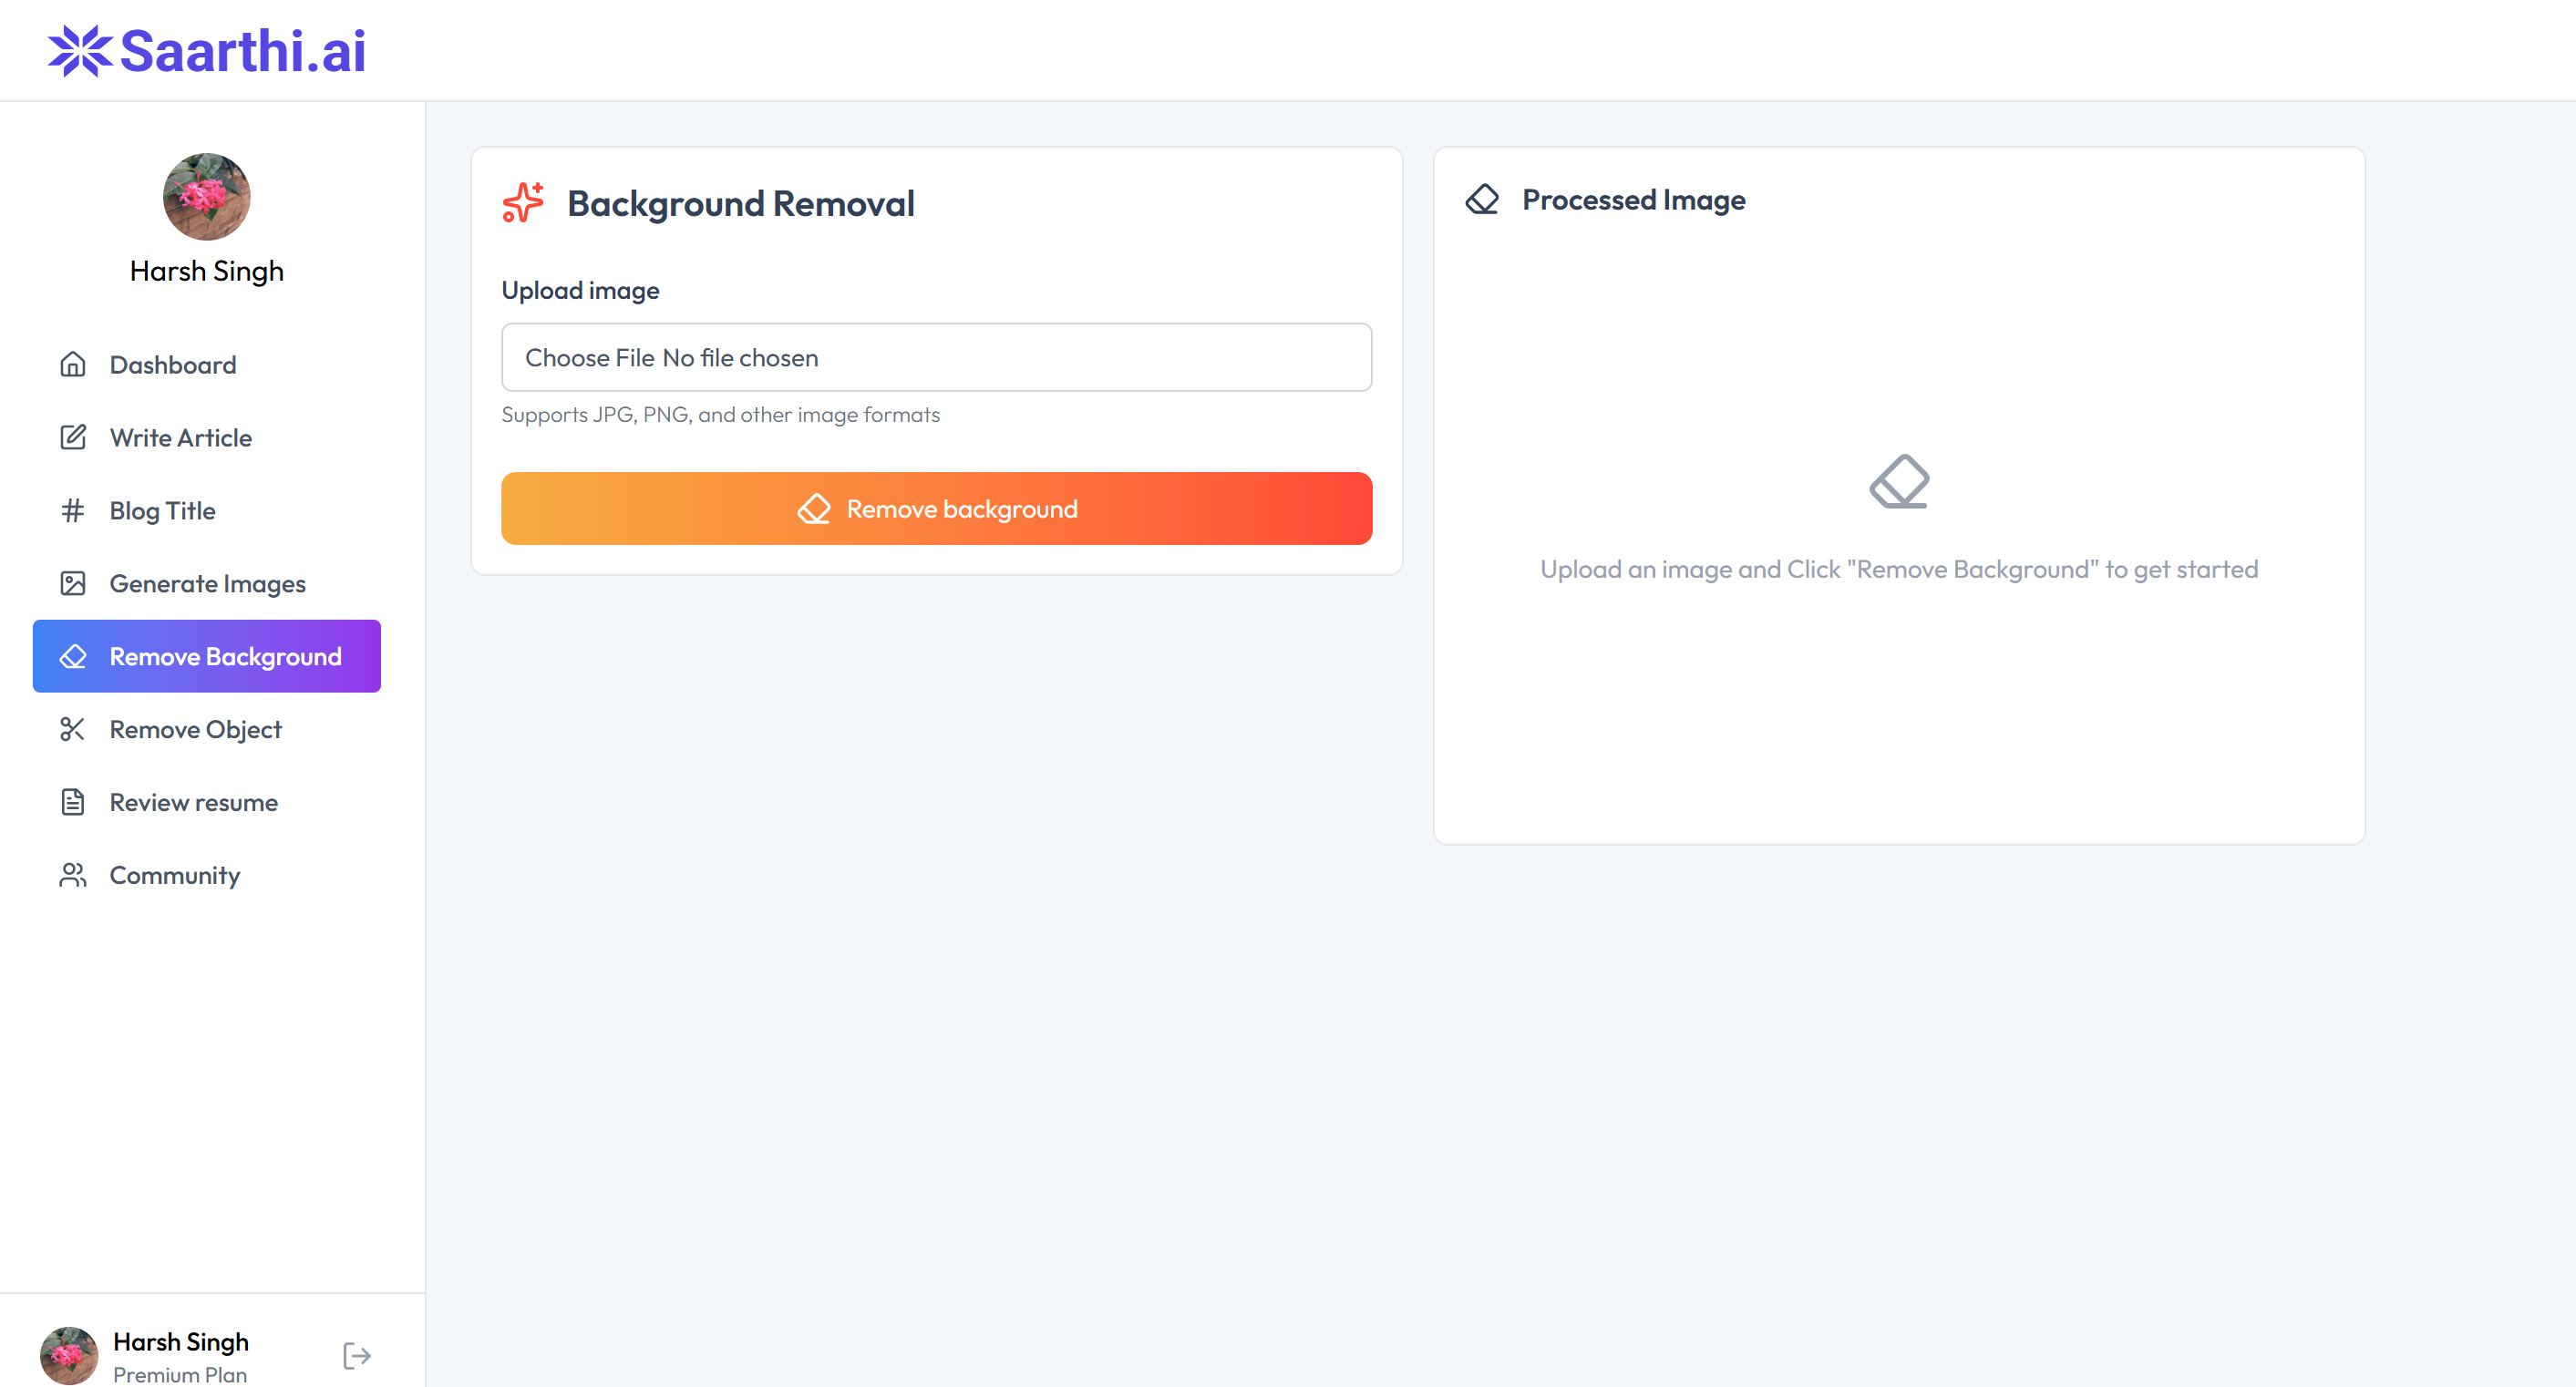 Saarthi.ai
Harsh Singh
Dashboard
Write Article
Blog Title
Generate Images
Remove Background
Remove Object
Review resume
Community
Harsh Singh
Premium Plan
Background Removal
Upload image
Choose File No file chosen
Supports JPG, PNG, and other image formats
Remove background
Processed Image
Upload an image and Click "Remove Background" to get started